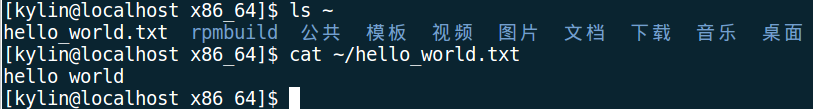 [kylin@localhost x86_64]$ ls ~
hello_world.txt rpmbuild 公共 模板 视频 图片 文档 下载 音乐 桌面
[kylin@localhost x86_64]$ cat ~/hello_world.txt
hello world
[kylin@localhost x86_64]$